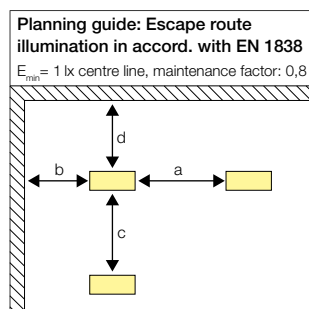 Planning guide: Escape route
illumination in accord. with EN 1838
Emin= 1 lx centre line, maintenance factor: 0,8
d
b
a
c